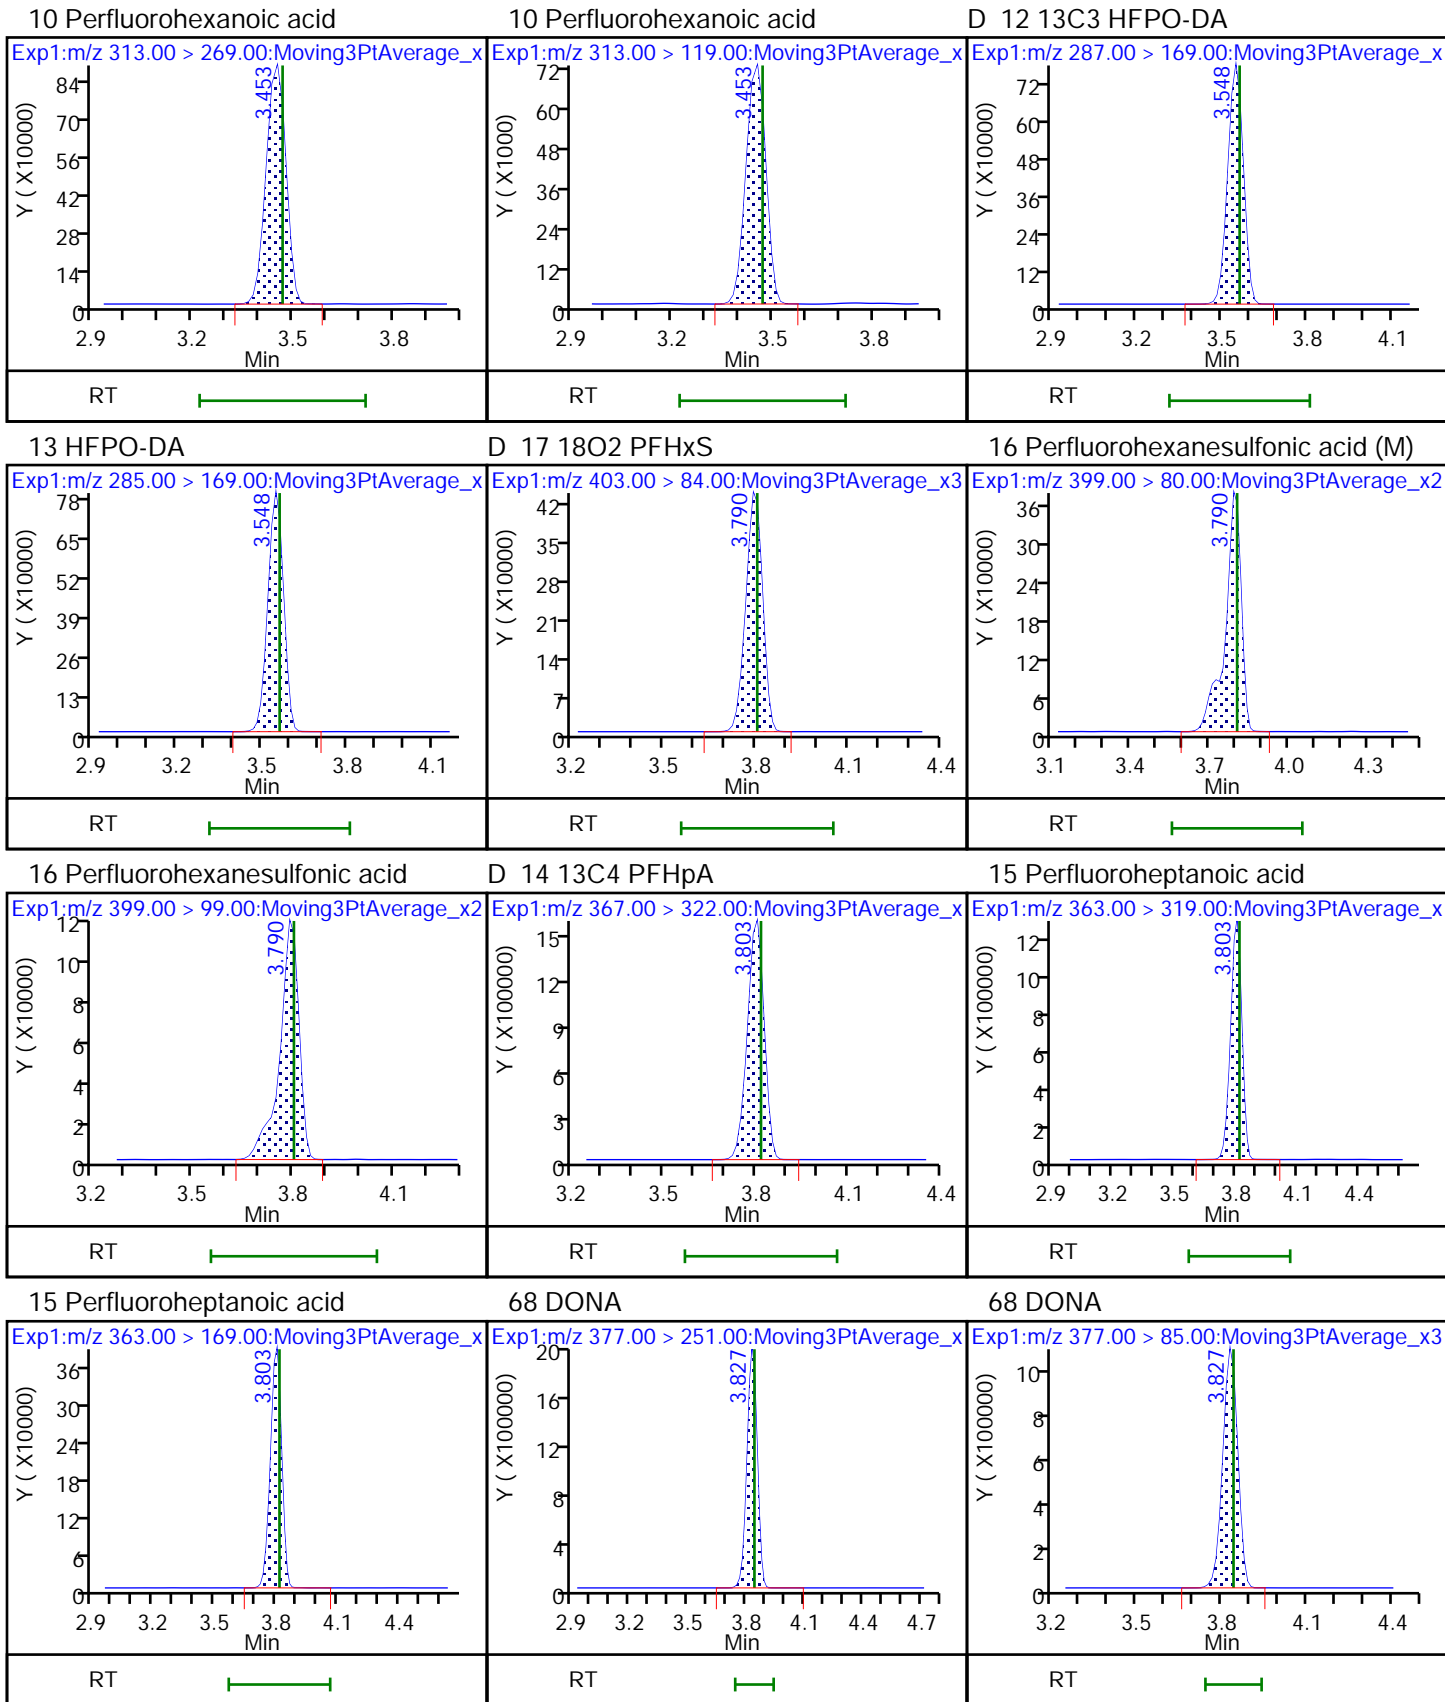 10 Perfluorohexanoic acid
Exp1:m/z 313.00 > 269.00:Moving3PtAverage_x
Y ( X10000)
84
70
56
42
28
14
0
3.453
2.9 3.2 3.5 3.8
Min
RT
10 Perfluorohexanoic acid
Exp1:m/z 313.00 > 119.00:Moving3PtAverage_x
Y ( X1000)
72
60
48
36
24
12
0
3.453
2.9 3.2 3.5 3.8
Min
RT
D 12 13C3 HFPO-DA
Exp1:m/z 287.00 > 169.00:Moving3PtAverage_x
Y ( X10000)
72
60
48
36
24
12
0
3.548
2.9 3.2 3.5 3.8 4.1
Min
RT
13 HFPO-DA
Exp1:m/z 285.00 > 169.00:Moving3PtAverage_x
Y ( X10000)
78
65
52
39
26
13
0
3.548
2.9 3.2 3.5 3.8 4.1
Min
RT
D 17 18O2 PFHxS
Exp1:m/z 403.00 > 84.00:Moving3PtAverage_x3
Y ( X10000)
42
35
28
21
14
7
0
3.790
3.2 3.5 3.8 4.1 4.4
Min
RT
16 Perfluorohexanesulfonic acid (M)
Exp1:m/z 399.00 > 80.00:Moving3PtAverage_x2
Y ( X10000)
36
30
24
18
12
6
0
3.790
3.1 3.4 3.7 4.0 4.3
Min
RT
16 Perfluorohexanesulfonic acid
Exp1:m/z 399.00 > 99.00:Moving3PtAverage_x2
Y ( X10000)
12
10
8
6
4
2
0
3.790
3.2 3.5 3.8 4.1
Min
RT
D 14 13C4 PFHpA
Exp1:m/z 367.00 > 322.00:Moving3PtAverage_x
Y ( X100000)
15
12
9
6
3
0
3.803
3.2 3.5 3.8 4.1 4.4
Min
RT
15 Perfluoroheptanoic acid
Exp1:m/z 363.00 > 319.00:Moving3PtAverage_x
Y ( X100000)
12
10
8
6
4
2
0
3.803
2.9 3.2 3.5 3.8 4.1 4.4
Min
RT
15 Perfluoroheptanoic acid
Exp1:m/z 363.00 > 169.00:Moving3PtAverage_x
Y ( X10000)
36
30
24
18
12
6
0
3.803
2.9 3.2 3.5 3.8 4.1 4.4
Min
RT
68 DONA
Exp1:m/z 377.00 > 251.00:Moving3PtAverage_x
Y ( X100000)
20
16
12
8
4
0
3.827
2.9 3.2 3.5 3.8 4.1 4.4 4.7
Min
RT
68 DONA
Exp1:m/z 377.00 > 85.00:Moving3PtAverage_x3
Y ( X100000)
10
8
6
4
2
0
3.827
3.2 3.5 3.8 4.1 4.4
Min
RT